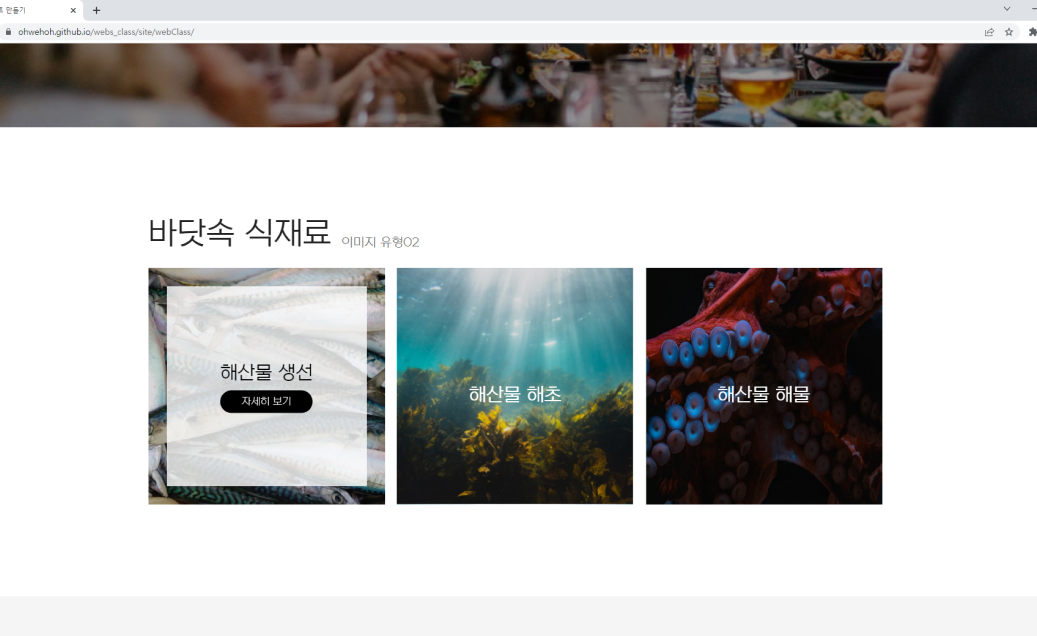 트 만들기
ohwehoh.github.io/webs_class/site/webClass/
바닷속 식재료 이미지 유형02
해산물 생선
자세히 보기
해산물 해초
해산물 해물